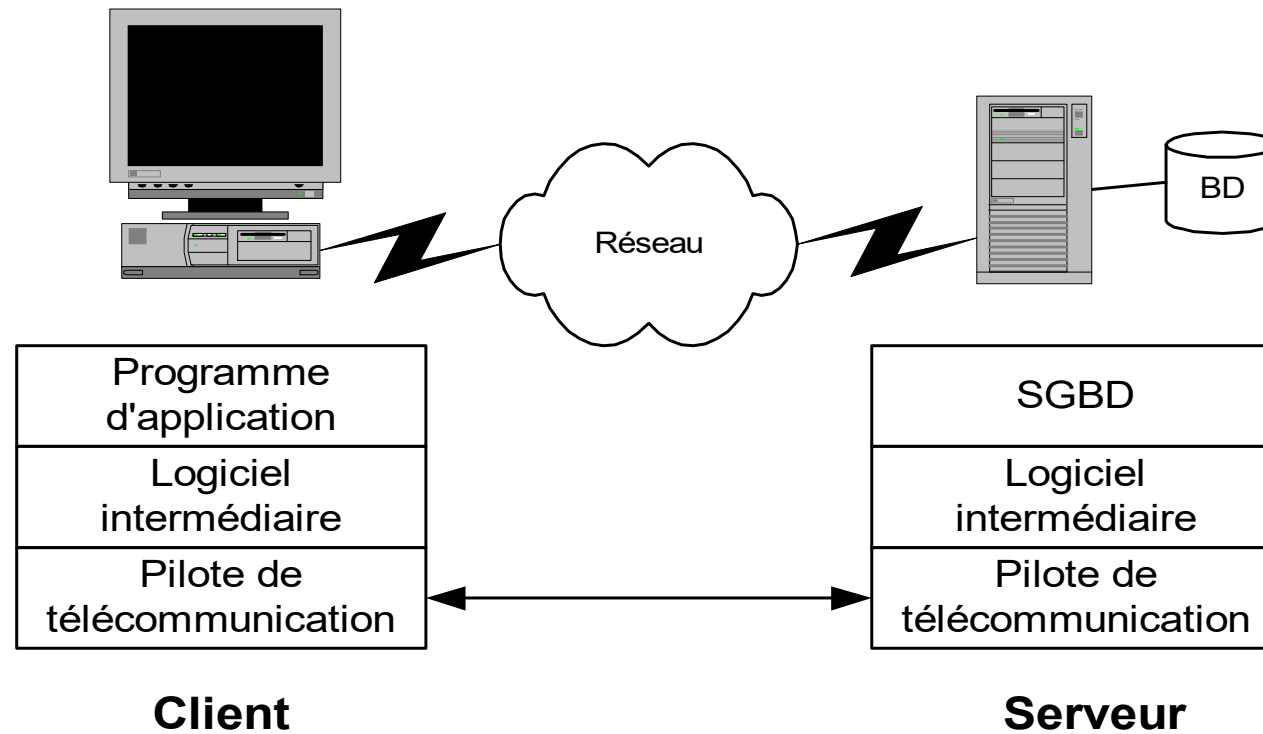 Réseau
BD
Programme
d'application
Logiciel
intermédiaire
Pilote de
télécommunication
Client
SGBD
Logiciel
intermédiaire
Pilote de
télécommunication
Serveur